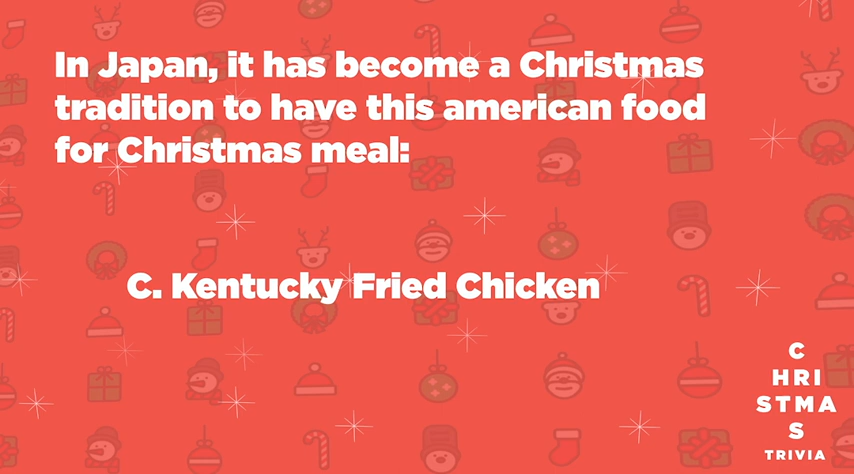 In Japan, it has become a Christmas
tradition to have this american food
for Christmas meal:
C. Kentucky Fried Chicken
C
HRI
STMA
S
TRIVIA